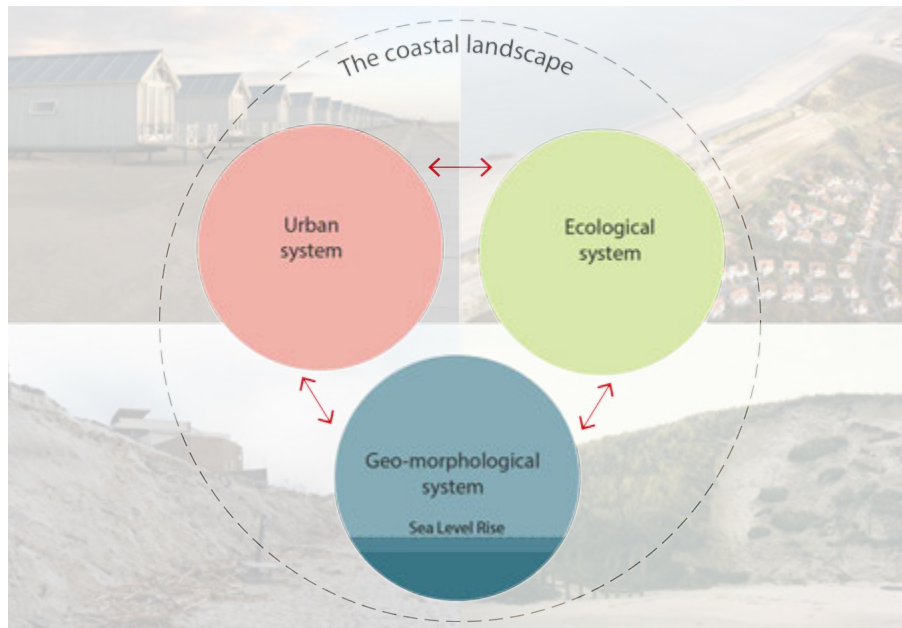 The coastal landscape
Urban
system
Ecological
system
Geo-morphological
system
Sea Level Rise